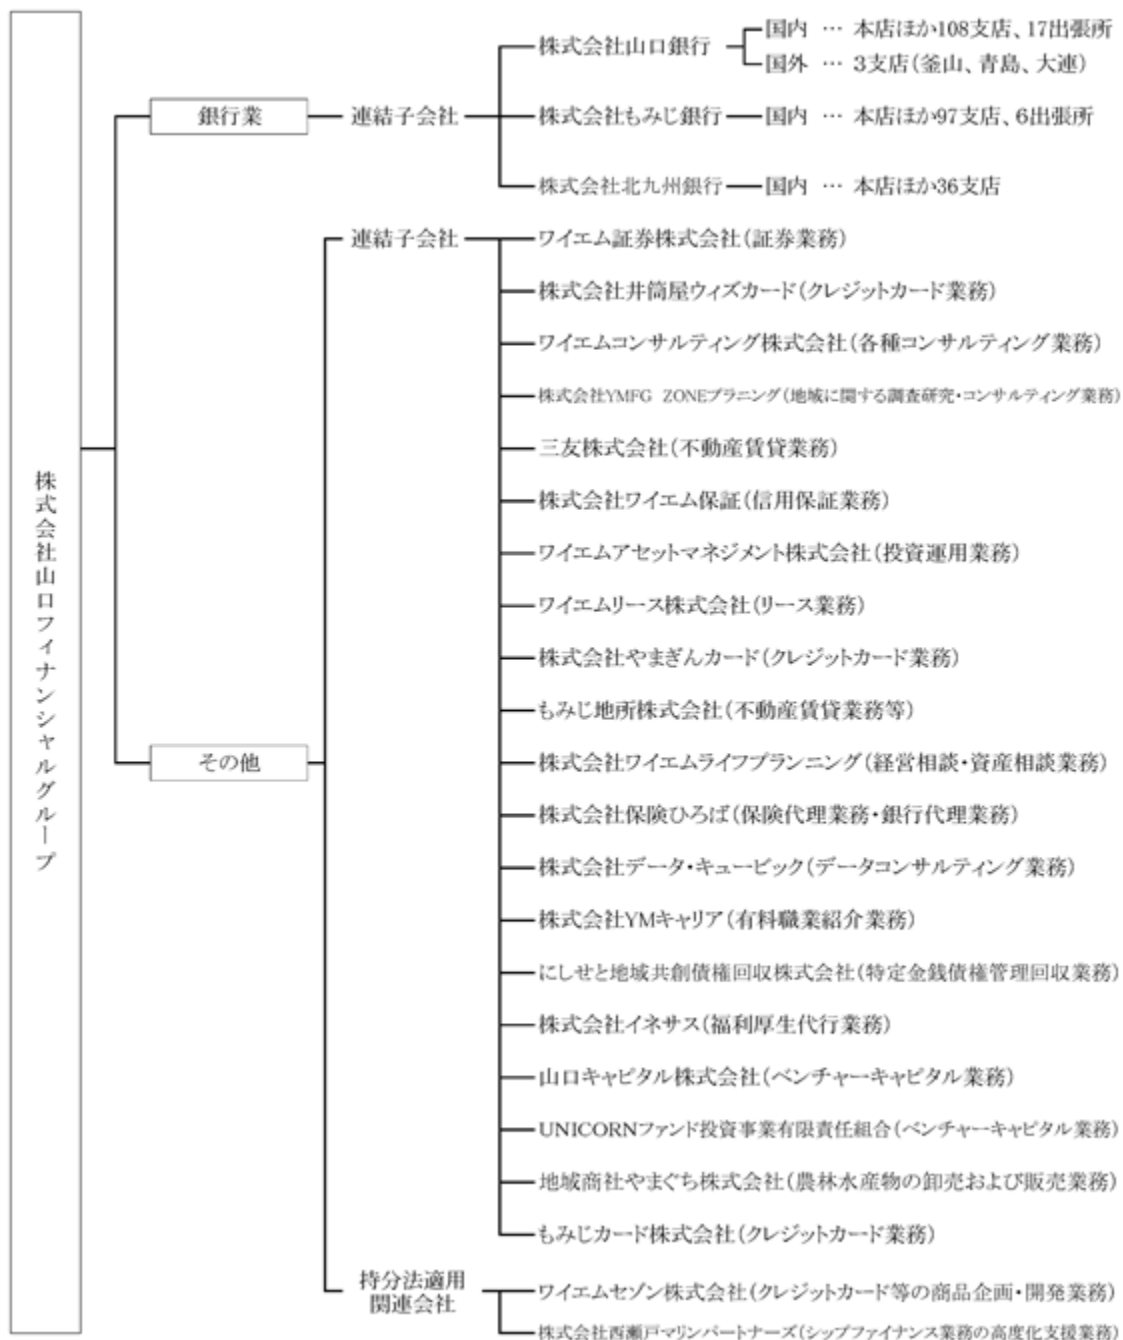 株式会社山口フィナンシャルグループ
銀行業
連結子会社
株式会社山口銀行
国内 … 本店ほか108支店、17出張所
国外 … 3支店(釜山、青島、大連)
株式会社もみじ銀行
国内 … 本店ほか97支店、6出張所
株式会社北九州銀行
国内 … 本店ほか36支店
その他
連結子会社
ワイエム証券株式会社(証券業務)
株式会社井筒屋ウィズカード(クレジットカード業務)
ワイエムコンサルティング株式会社(各種コンサルティング業務)
株式会社YMFG ZONEプラニング(地域に関する調査研究・コンサルティング業務)
三友株式会社(不動産賃貸業務)
株式会社ワイエム保証(信用保証業務)
ワイエムアセットマネジメント株式会社(投資運用業務)
ワイエムリース株式会社(リース業務)
株式会社やまぎんカード(クレジットカード業務)
もみじ地所株式会社(不動産賃貸業務等)
株式会社ワイエムライフプランニング(経営相談・資産相談業務)
株式会社保険ひろば(保険代理業務・銀行代理業務)
株式会社データ・キュービック(データコンサルティング業務)
株式会社YMキャリア(有料職業紹介業務)
にしせと地域共創債権回収株式会社(特定金銭債権管理回収業務)
株式会社イネサス(福利厚生代行業務)
山口キャピタル株式会社(ベンチャーキャピタル業務)
UNICORNファンド投資事業有限責任組合(ベンチャーキャピタル業務)
地域商社やまぐち株式会社(農林水産物の卸売および販売業務)
もみじカード株式会社(クレジットカード業務)
持分法適用
関連会社
ワイエムセゾン株式会社(クレジットカード等の商品企画・開発業務)
株式会社西瀬戸マリンパートナーズ(シップファイナンス業務の高度化支援業務)